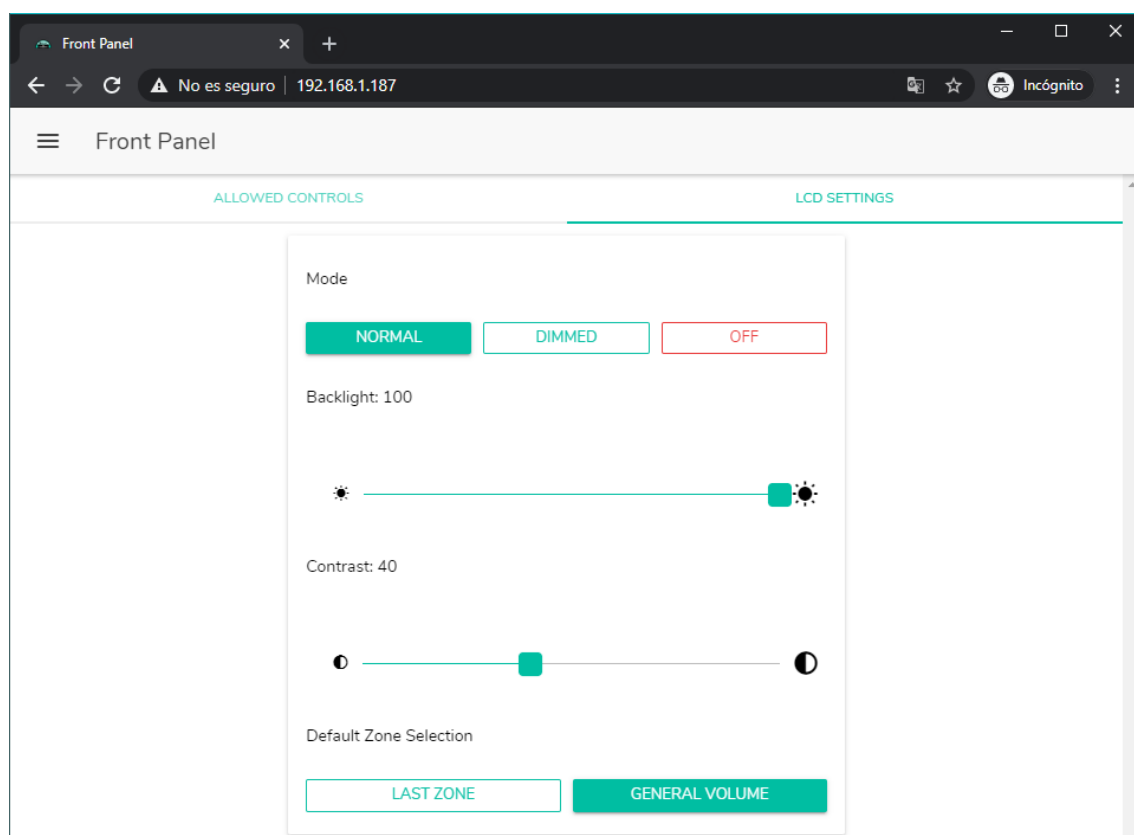 Front Panel
No es seguro 192.168.1.187 Incógnito
Front Panel
ALLOWED CONTROLS LCD SETTINGS
Mode
NORMAL DIMMED OFF
Backlight: 100
Contrast: 40
Default Zone Selection
LAST ZONE GENERAL VOLUME